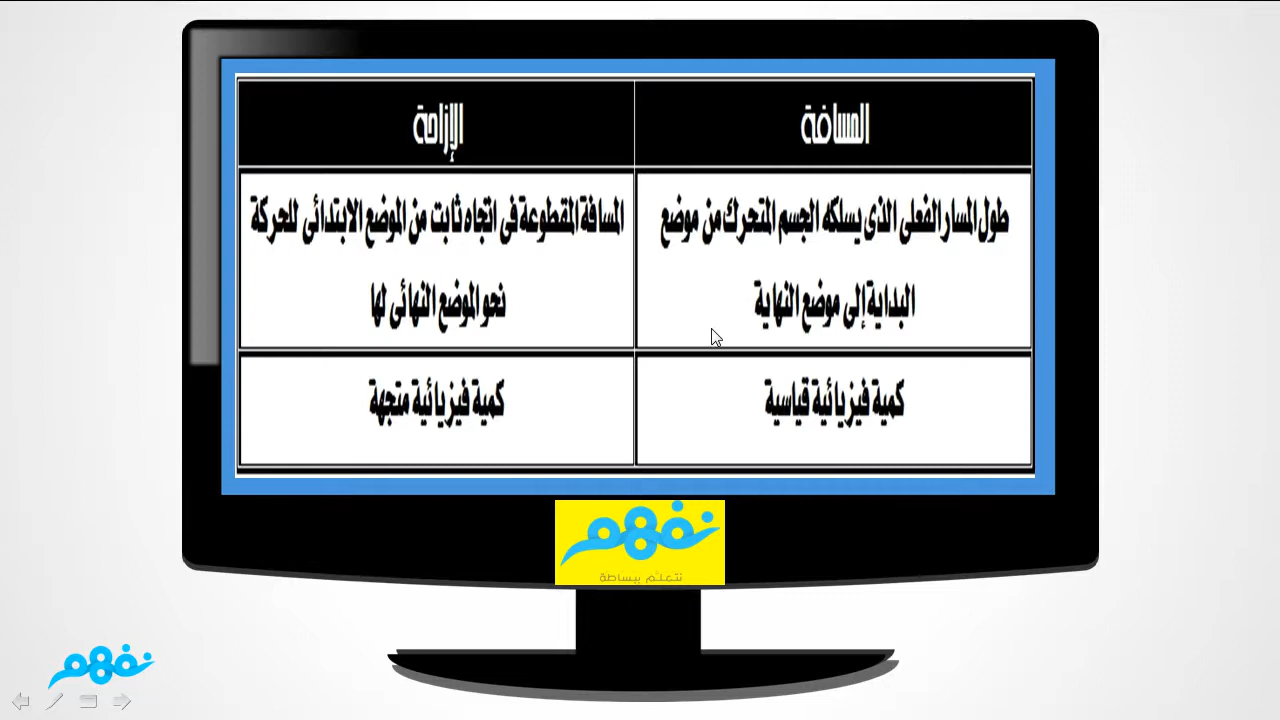 المسافة
الإزاحة
طول المسار الفعلى الذى يسلكه الجسم المتحرك من موضع
البداية إلى موضع النهاية
المسافة المقطوعة فى اتجاه ثابت من الموضع الابتدائى للحركة
نحو الموضع النهائى لها
كمية فيزيائية قياسية
كمية فيزيائية متجهة
نفهم
نتعلم ببساطة
نفهم